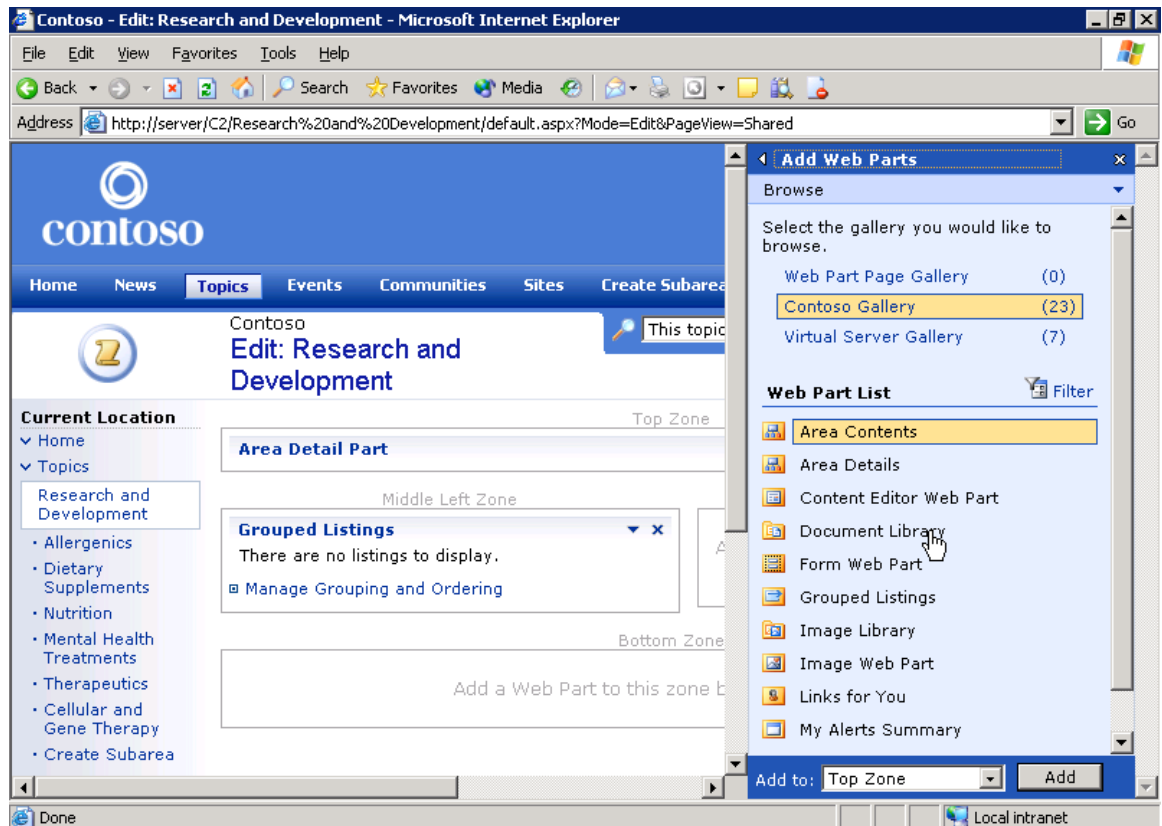 Contoso - Edit: Research and Development - Microsoft Internet Explorer
File Edit View Favorites Tools Help
Back Search Favorites Media
Address http://server/C2/Research%20and%20Development/default.aspx?Mode=Edit&PageView=Shared Go
contoso
Home News Topics Events Communities Sites Create Subarea
Contoso
Edit: Research and
Development
This topic
Current Location
Home
Topics
Research and
Development
Allergenics
Dietary
Supplements
Nutrition
Mental Health
Treatments
Therapeutics
Cellular and
Gene Therapy
Create Subarea
Top Zone
Area Detail Part
Middle Left Zone
Grouped Listings
There are no listings to display.
Manage Grouping and Ordering
Bottom Zone
Add a Web Part to this zone b
Add Web Parts
Browse
Select the gallery you would like to
browse.
Web Part Page Gallery (0)
Contoso Gallery (23)
Virtual Server Gallery (7)
Web Part List Filter
Area Contents
Area Details
Content Editor Web Part
Document Library
Form Web Part
Grouped Listings
Image Library
Image Web Part
Links for You
My Alerts Summary
Add to: Top Zone Add
Done Local intranet